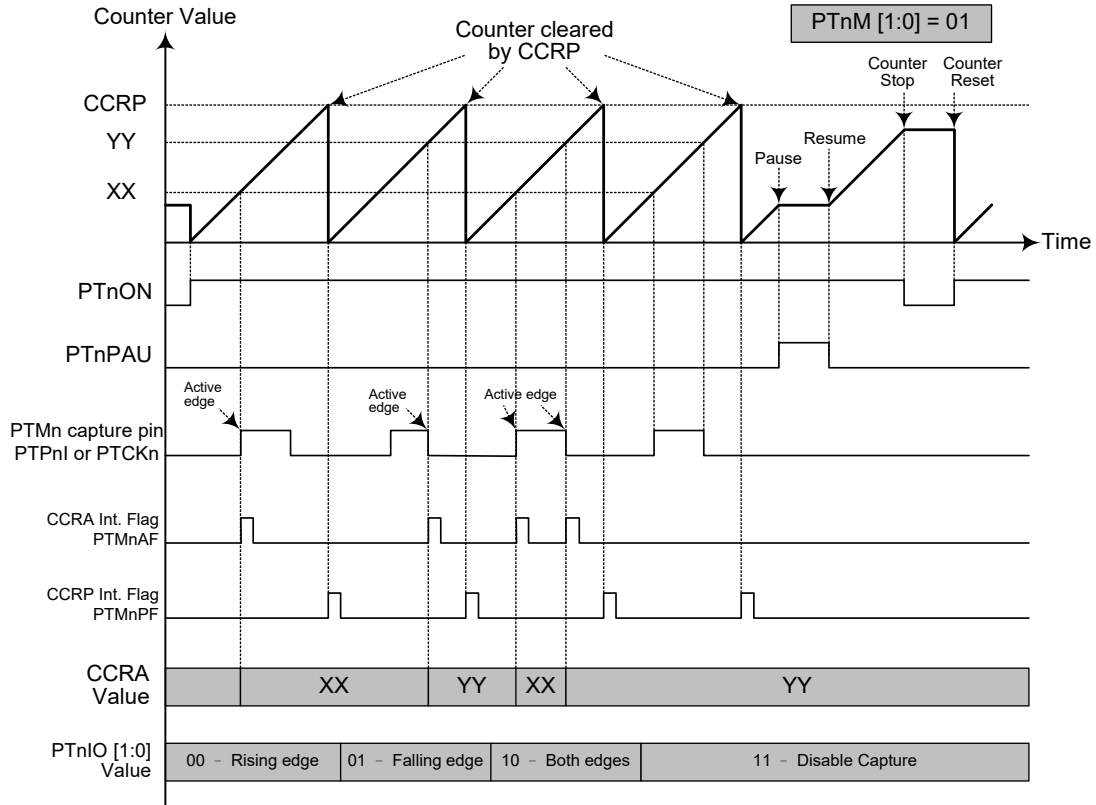 Counter Value
PTnM [1:0] = 01
Counter cleared
by CCRP
Counter
Stop
Counter
Reset
CCRP
YY
Resume
Pause
XX
Time
PTnON
PTnPAU
Active
edge
Active
edge
Active edge
PTMn capture pin
PTPnI or PTCKn
CCRA Int. Flag
PTMnAF
CCRP Int. Flag
PTMnPF
CCRA
Value
XX
YY
XX
YY
PTnIO [1:0]
Value
00 - Rising edge
01 - Falling edge
10 - Both edges
11 - Disable Capture